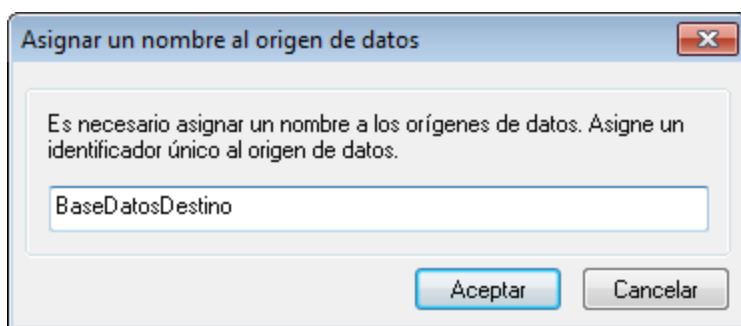 Asignar un nombre al origen de datos
Es necesario asignar un nombre a los orígenes de datos. Asigne un
identificador único al origen de datos.
BaseDatosDestino
Aceptar Cancelar